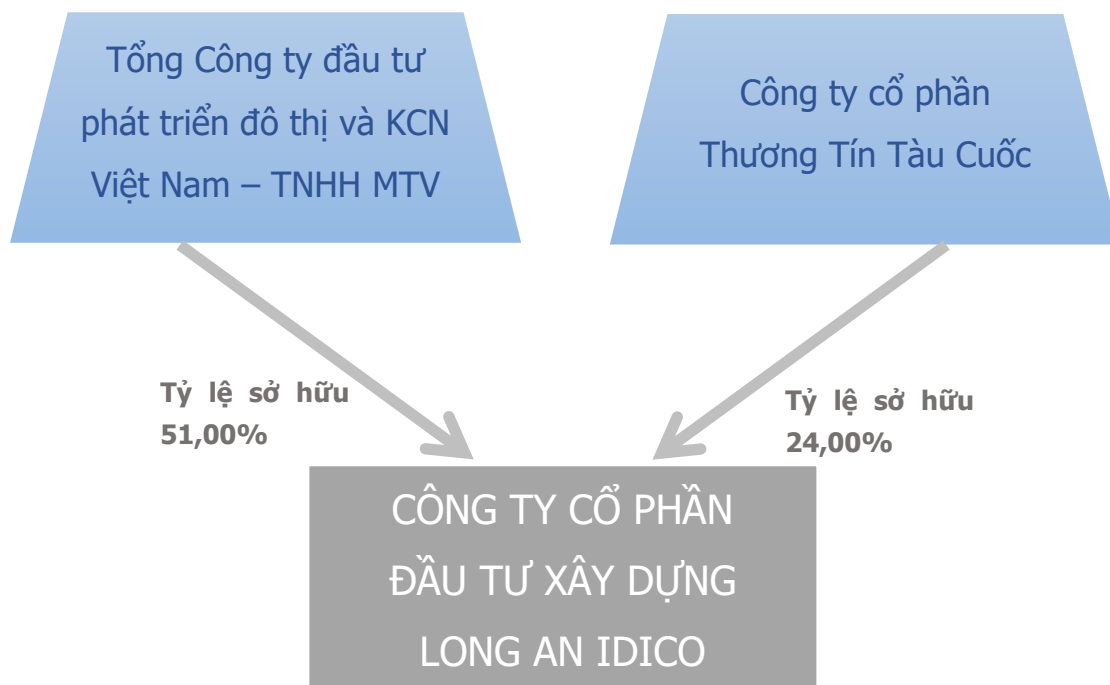 Tổng Công ty đầu tư
phát triển đô thị và KCN
Việt Nam – TNHH MTV
Công ty cổ phần
Thương Tín Tàu Cuốc
Tỷ lệ sở hữu
51,00%
Tỷ lệ sở hữu
24,00%
CÔNG TY CỔ PHẦN
ĐẦU TƯ XÂY DỰNG
LONG AN IDICO